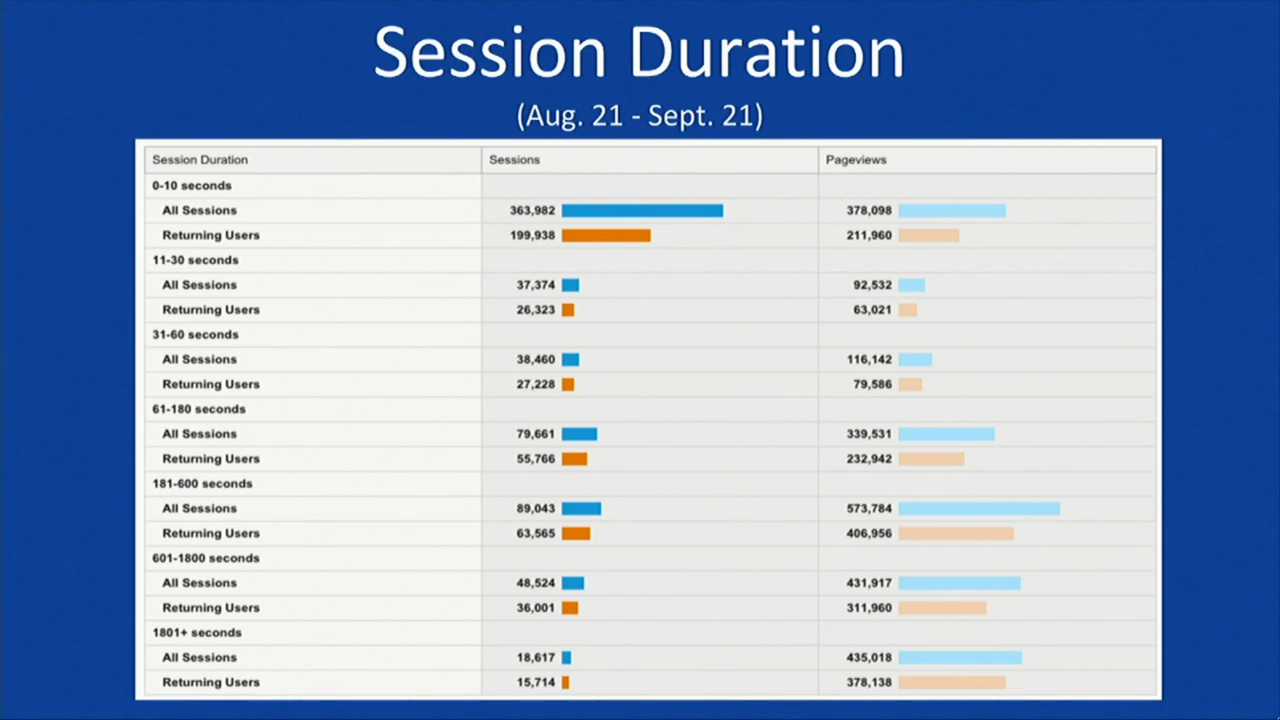 Session Duration
(Aug. 21 - Sept. 21)
Session Duration Sessions Pageviews
0-10 seconds
All Sessions 363,982 378,098
Returning Users 199,938 211,960
11-30 seconds
All Sessions 37,374 92,532
Returning Users 26,323 63,021
31-60 seconds
All Sessions 38,460 116,142
Returning Users 27,228 79,586
61-180 seconds
All Sessions 79,661 339,531
Returning Users 55,766 232,942
181-600 seconds
All Sessions 89,043 573,784
Returning Users 63,565 406,956
601-1800 seconds
All Sessions 48,524 431,917
Returning Users 36,001 311,960
1801+ seconds
All Sessions 18,617 435,018
Returning Users 15,714 378,138